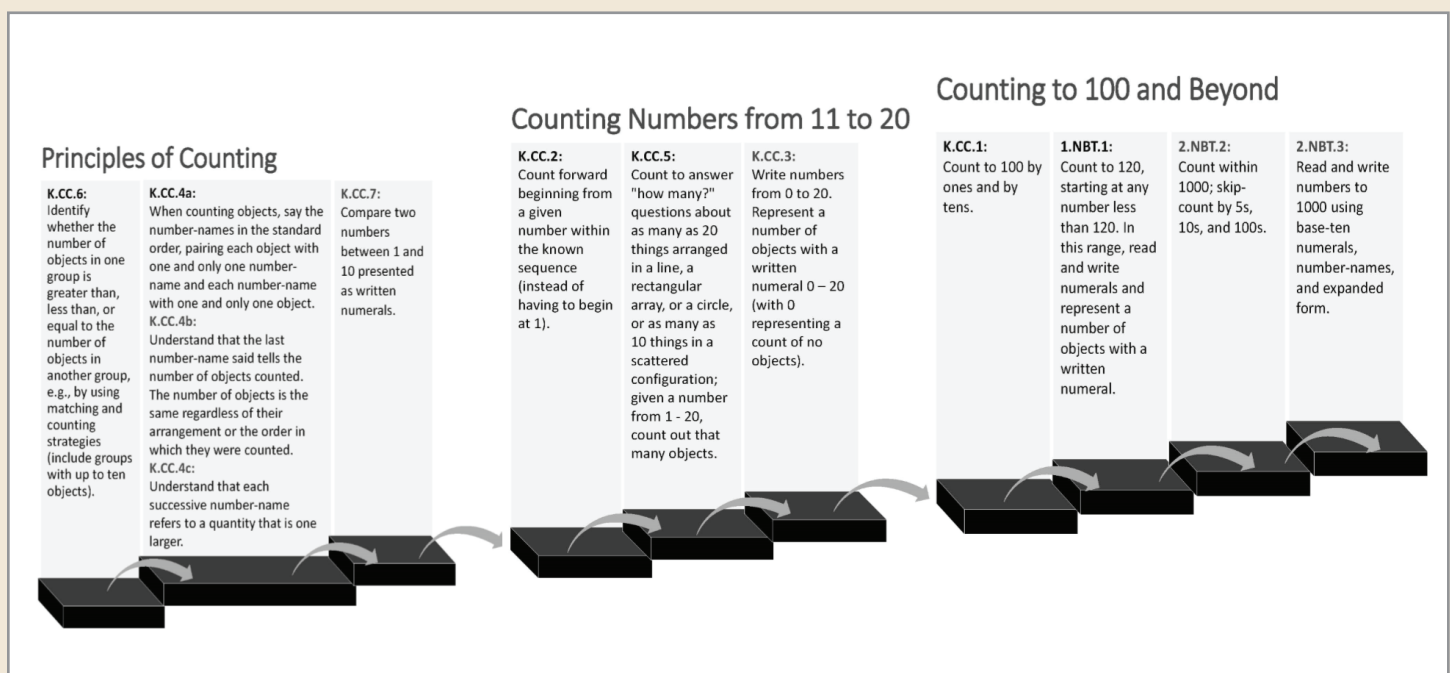 Principles of Counting
K.CC.6:
Identify
whether the
number of
objects in one
group is
greater than,
less than, or
equal to the
number of
objects in
another group,
e.g., by using
matching and
counting
strategies
(include groups
with up to ten
objects).
K.CC.4a:
When counting objects, say the
number-names in the standard
order, pairing each object with
one and only one number-
name and each number-name
with one and only one object.
K.CC.4b:
Understand that the last
number-name said tells the
number of objects counted.
The number of objects is the
same regardless of their
arrangement or the order in
which they were counted.
K.CC.4c:
Understand that each
successive number-name
refers to a quantity that is one
larger.
K.CC.7:
Compare two
numbers
between 1 and
10 presented
as written
numerals.
Counting Numbers from 11 to 20
K.CC.2:
Count forward
beginning from
a given
number within
the known
sequence
(instead of
having to begin
at 1).
K.CC.5:
Count to answer
"how many?"
questions about
as many as 20
things arranged
in a line, a
rectangular
array, or a circle,
or as many as
10 things in a
scattered
configuration;
given a number
from 1 - 20,
count out that
many objects.
K.CC.3:
Write numbers
from 0 to 20.
Represent a
number of
objects with a
written
numeral 0 – 20
(with 0
representing a
count of no
objects).
Counting to 100 and Beyond
K.CC.1:
Count to 100 by
ones and by
tens.
1.NBT.1:
Count to 120,
starting at any
number less
than 120. In
this range, read
and write
numerals and
represent a
number of
objects with a
written
numeral.
2.NBT.2:
Count within
1000; skip-
count by 5s,
10s, and 100s.
2.NBT.3:
Read and write
numbers to
1000 using
base-ten
numerals,
number-names,
and expanded
form.